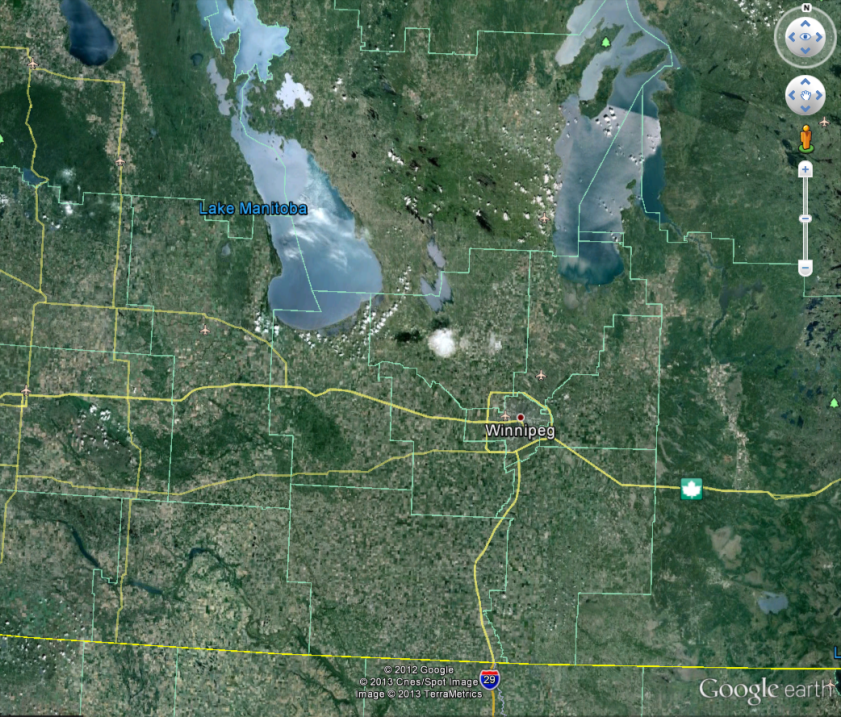 N
Lake Manitoba
Winnipeg
© 2012 Google
© 2013 Cnes/Spot Image
Image © 2013 TerraMetrics
29
Google earth